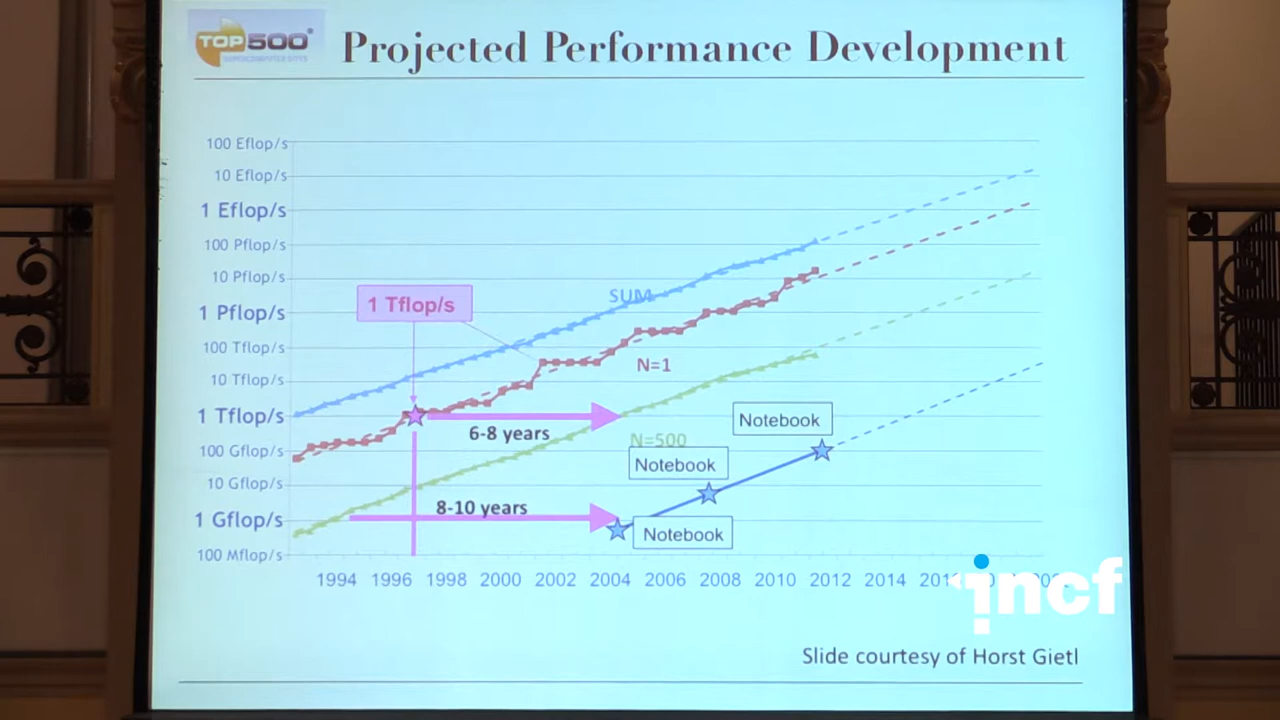 TOP500
SUPERCOMPUTER SITES
Projected Performance Development
100 Eflop/s
10 Eflop/s
1 Eflop/s
100 Pflop/s
10 Pflop/s
1 Pflop/s
100 Tflop/s
10 Tflop/s
1 Tflop/s
100 Gflop/s
10 Gflop/s
1 Gflop/s
100 Mflop/s
1 Tflop/s
SUM
N=1
6-8 years
N=500
Notebook
Notebook
8-10 years
Notebook
1994 1996 1998 2000 2002 2004 2006 2008 2010 2012 2014
incf
Slide courtesy of Horst Gietl